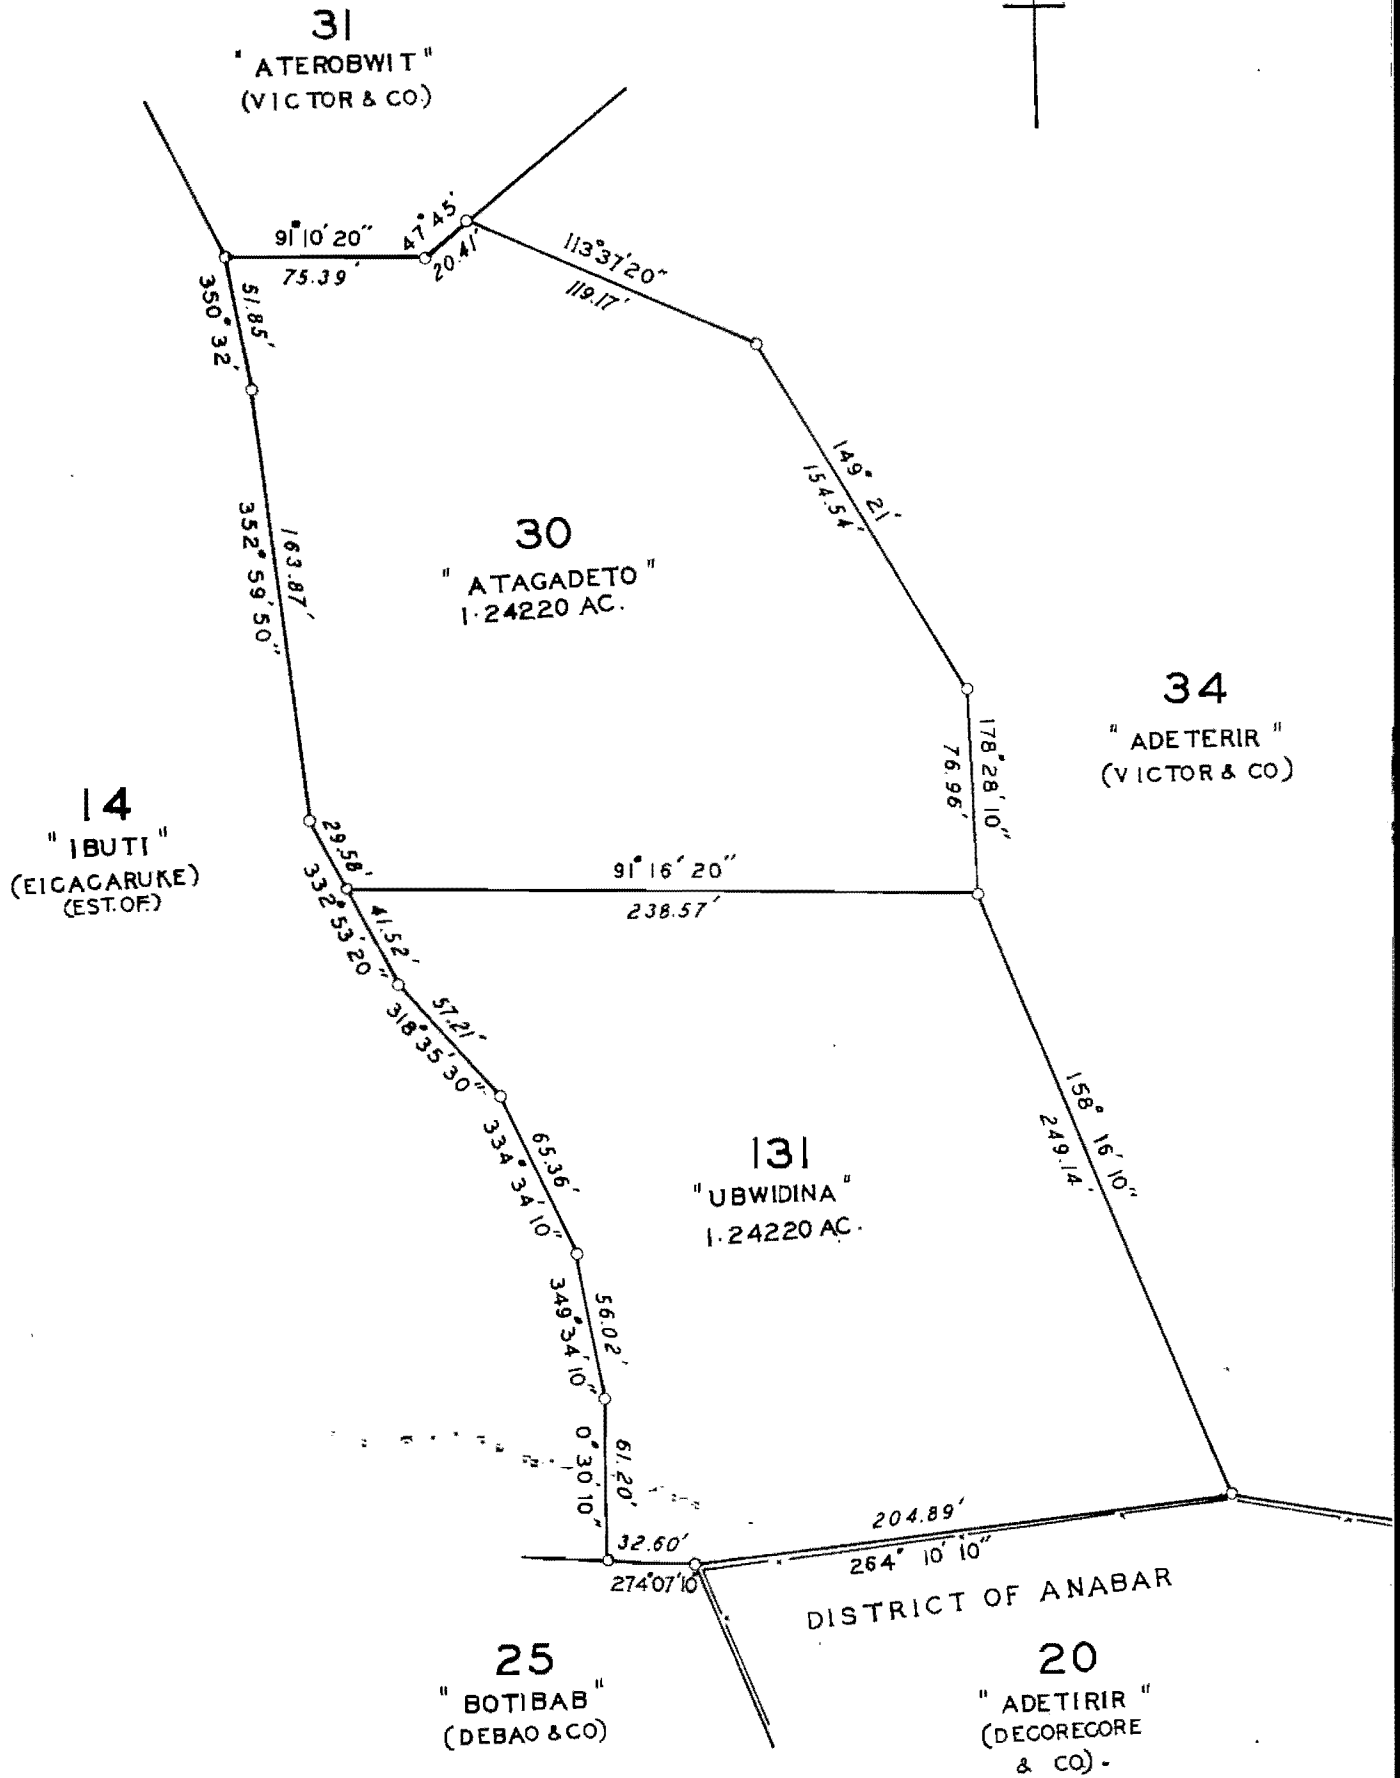 31
" ATEROBWIT "
(VICTOR & CO.)
91°10'20"
75.39'
47°45'
20.41'
113°37'20"
119.17'
350°32'
51.85'
149° 21'
154.54'
352°59'50"
163.87'
30
" ATAGADETO "
1.24220 AC.
34
" ADETERIR "
(VICTOR & CO)
178°28'10"
76.96'
14
" IBUTI "
(EIGAGARUKE)
(EST. OF.)
29.58'
332°53'20"
41.52'
91°16'20"
238.57'
57.21'
318°35'30"
158° 16' 10"
249.14'
65.36'
334°34'10"
131
"UBWIDINA"
1.24220 AC.
56.02'
349°34'10"
61.20'
0°30'10"
32.60'
274°07'10"
204.89'
264° 10' 10"
DISTRICT OF ANABAR
25
" BOTIBAB "
(DEBAO & CO)
20
" ADETIRIR "
(DEGOREGORE
& CO).